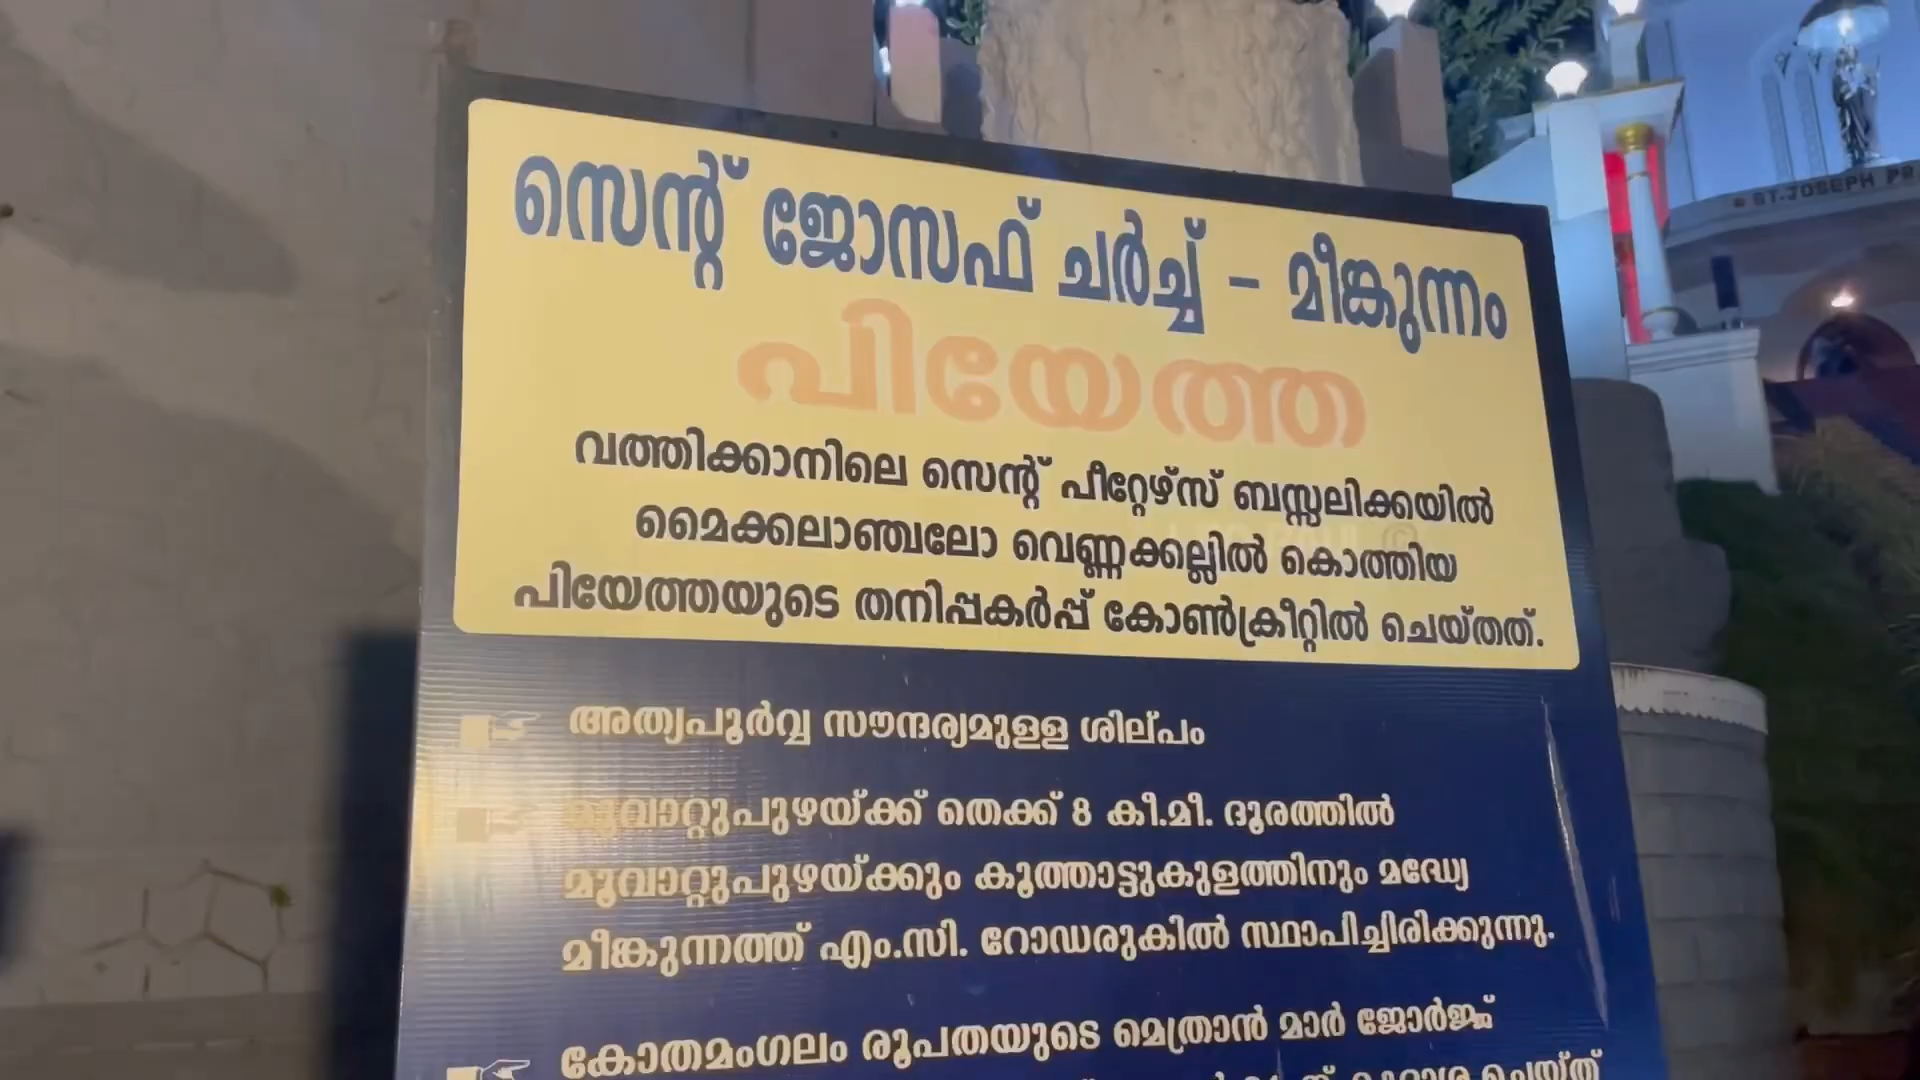 സെന്റ് ജോസഫ് ചർച്ച് - മീങ്കുന്നം
പിയേത്ത
വത്തിക്കാനിലെ സെന്റ് പീറ്റേഴ്സ് ബസ്സലിക്കയിൽ
മൈക്കലാഞ്ചലോ വെണ്ണക്കല്ലിൽ കൊത്തിയ
പിയേത്തയുടെ തനിപ്പകർപ്പ് കോൺക്രീറ്റിൽ ചെയ്തത്.
അത്യപൂർവ്വ സൗന്ദര്യമുളള ശില്പം
മൂവാറ്റുപുഴയ്ക്ക് തെക്ക് 8 കീ.മീ. ദൂരത്തിൽ
മൂവാറ്റുപുഴയ്ക്കും കൂത്താട്ടുകുളത്തിനും മദ്ധ്യേ
മീങ്കുന്നത്ത് എം.സി. റോഡരുകിൽ സ്ഥാപിച്ചിരിക്കുന്നു.
കോതമംഗലം രൂപതയുടെ മെത്രാൻ മാർ ജോർജ്ജ്
ST.JOSEPH